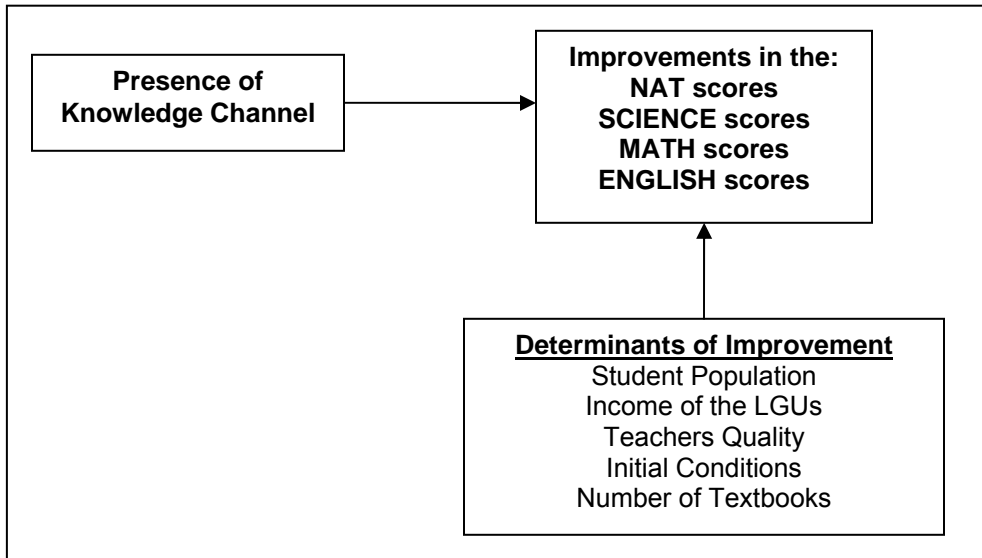 Presence of
Knowledge Channel
Improvements in the:
NAT scores
SCIENCE scores
MATH scores
ENGLISH scores
Determinants of Improvement
Student Population
Income of the LGUs
Teachers Quality
Initial Conditions
Number of Textbooks